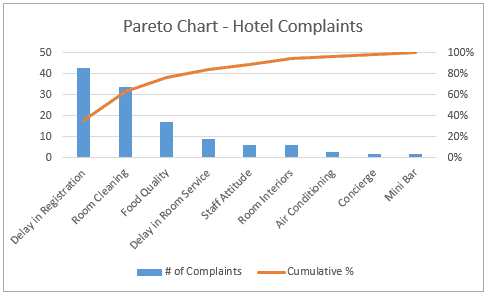 Pareto Chart - Hotel Complaints
50
40
30
20
10
0
100%
80%
60%
40%
20%
0%
Delay in Registration
Room Cleaning
Food Quality
Delay in Room Service
Staff Attitude
Room Interiors
Air Conditioning
Concierge
Mini Bar
# of Complaints
Cumulative %